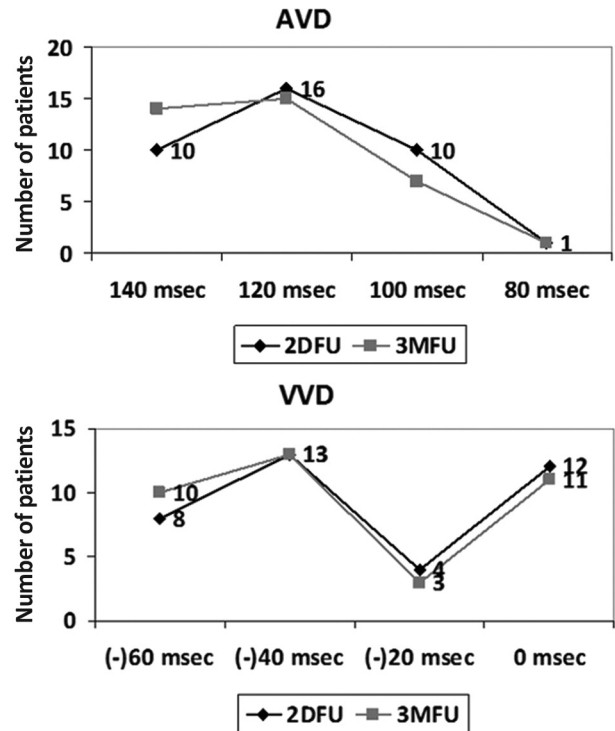 AVD
Number of patients
20
15
10
5
0
10
16
10
1
140 msec 120 msec 100 msec 80 msec
2DFU 3MFU
VVD
Number of patients
15
10
5
0
10
8
13
4
3
12
11
(-)60 msec (-)40 msec (-)20 msec 0 msec
2DFU 3MFU